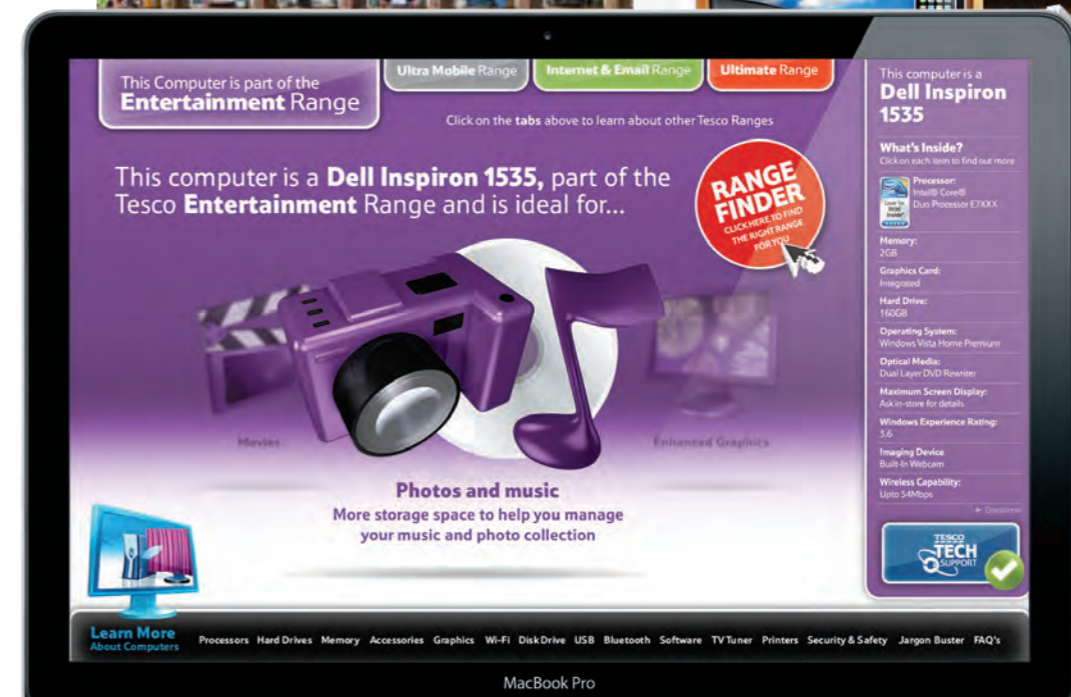 This Computer is part of the
Entertainment Range
Ultra Mobile Range
Internet & Email Range
Ultimate Range
Click on the tabs above to learn about other Tesco Ranges
This computer is a Dell Inspiron 1535, part of the
Tesco Entertainment Range and is ideal for...
RANGE
FINDER
CLICK HERE TO FIND
THE RIGHT RANGE
FOR YOU
Movies
Enhanced Graphics
Photos and music
More storage space to help you manage
your music and photo collection
This computer is a
Dell Inspiron
1535
What's Inside?
Click on each item to find out more
Processor:
Intel® Core®
Duo Processor E7XXX
Memory:
2GB
Graphics Card:
Integrated
Hard Drive:
160GB
Operating System:
Windows Vista Home Premium
Optical Media:
Dual Layer DVD Rewriter
Maximum Screen Display:
Ask in-store for details
Windows Experience Rating:
3.6
Imaging Device
Built-In Webcam
Wireless Capability:
Upto 54Mbps
TESCO
TECH
SUPPORT
Learn More
About Computers
Processors Hard Drives Memory Accessories Graphics Wi-Fi Disk Drive USB Bluetooth Software TV Tuner Printers Security & Safety Jargon Buster FAQ's
MacBook Pro